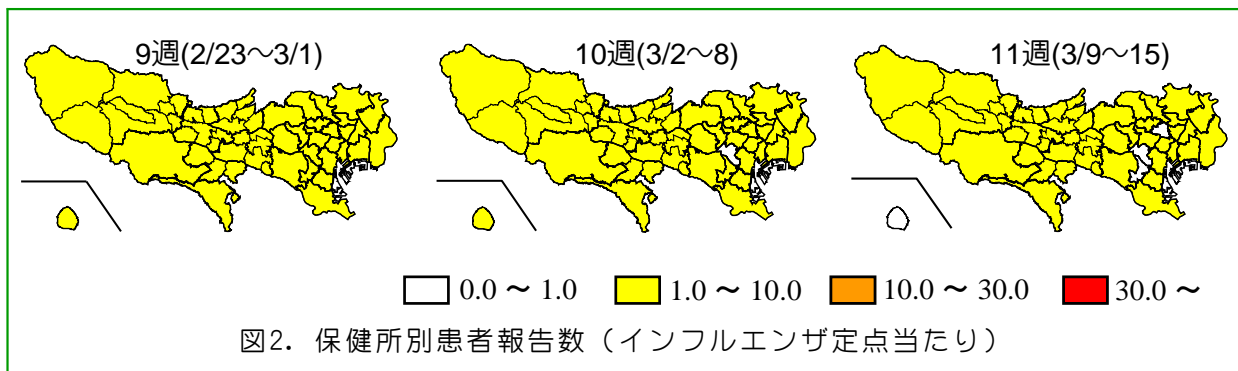 9週(2/23～3/1) 10週(3/2～8) 11週(3/9～15)
0.0 ～ 1.0 1.0 ～ 10.0 10.0 ～ 30.0 30.0 ～
図2. 保健所別患者報告数（インフルエンザ定点当たり）